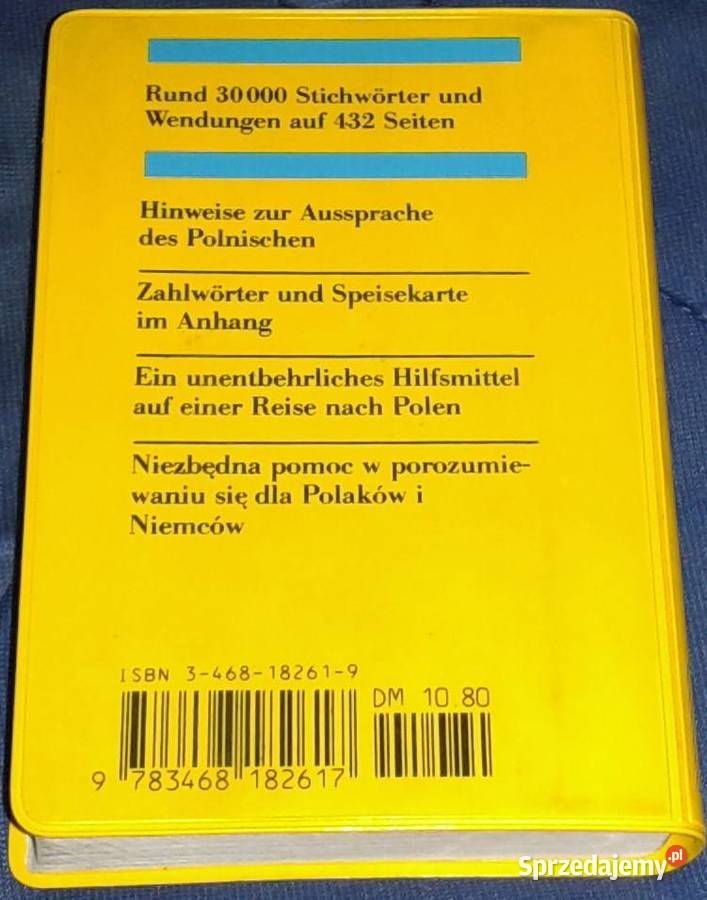 Rund 30 000 Stichwörter und
Wendungen auf 432 Seiten
Hinweise zur Aussprache
des Polnischen
Zahlwörter und Speisekarte
im Anhang
Ein unentbehrliches Hilfsmittel
auf einer Reise nach Polen
Niezbędna pomoc w porozumie-
waniu się dla Polaków i
Niemców
ISBN 3-468-18261-9
DM 10.80
9 783468 182617
Sprzedajemy.pl